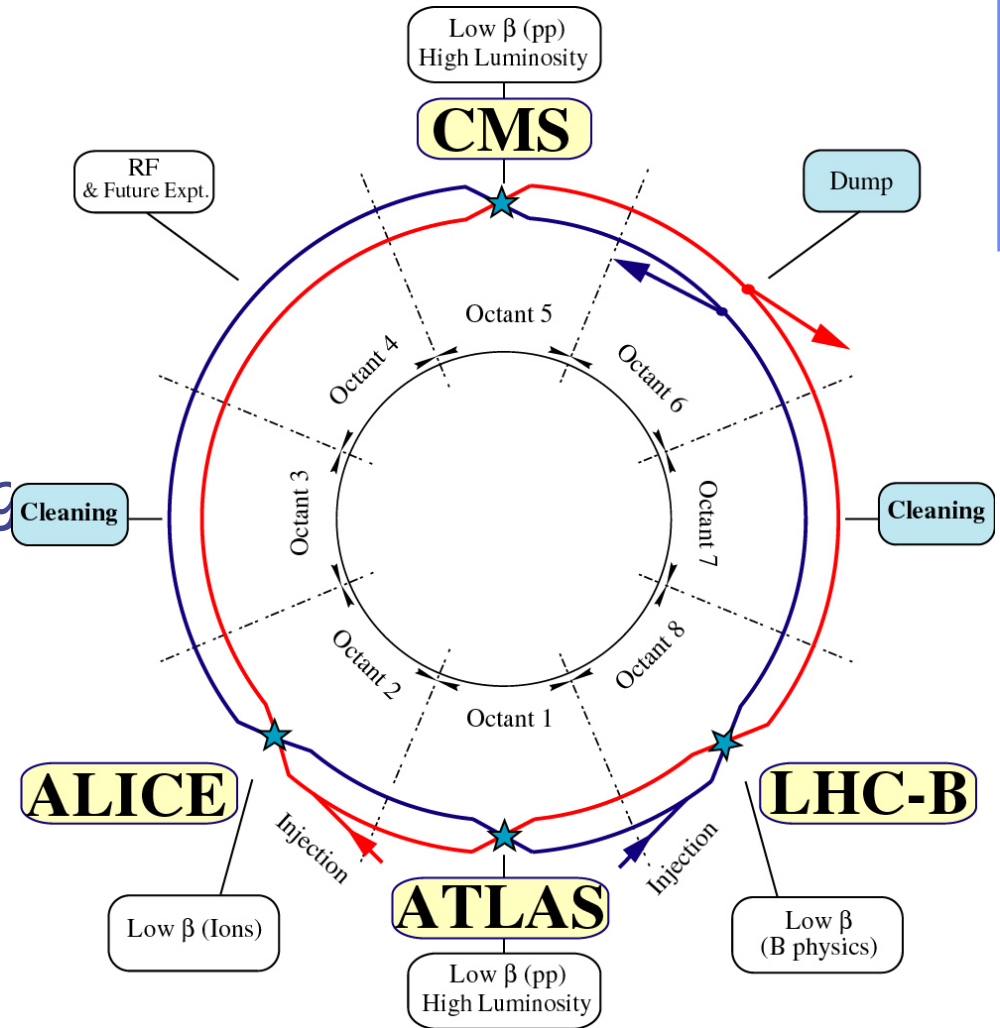 Low β (pp)
High Luminosity
CMS
RF
& Future Expt.
Dump
Octant 5
Octant 4
Octant 6
Octant 3
Octant 7
g
Cleaning
Cleaning
Octant 2
Octant 8
Octant 1
ALICE
LHC-B
Injection
Injection
ATLAS
Low β (Ions)
Low β
(B physics)
Low β (pp)
High Luminosity